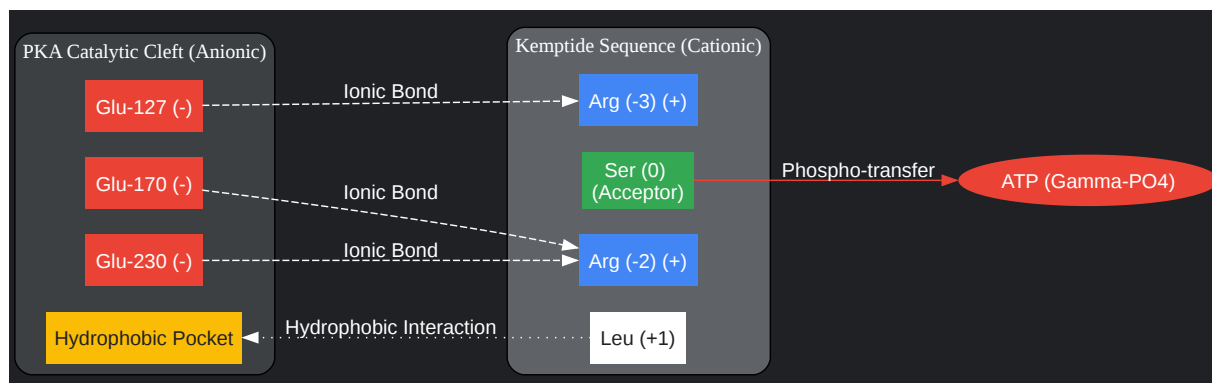 PKA Catalytic Cleft (Anionic)
Kemptide Sequence (Cationic)
Glu-127 (-)
Ionic Bond
Arg (-3) (+)
Glu-170 (-)
Ionic Bond
Ser (0)
(Acceptor)
Phospho-transfer
ATP (Gamma-PO4)
Glu-230 (-)
Ionic Bond
Arg (-2) (+)
Hydrophobic Pocket
Hydrophobic Interaction
Leu (+1)